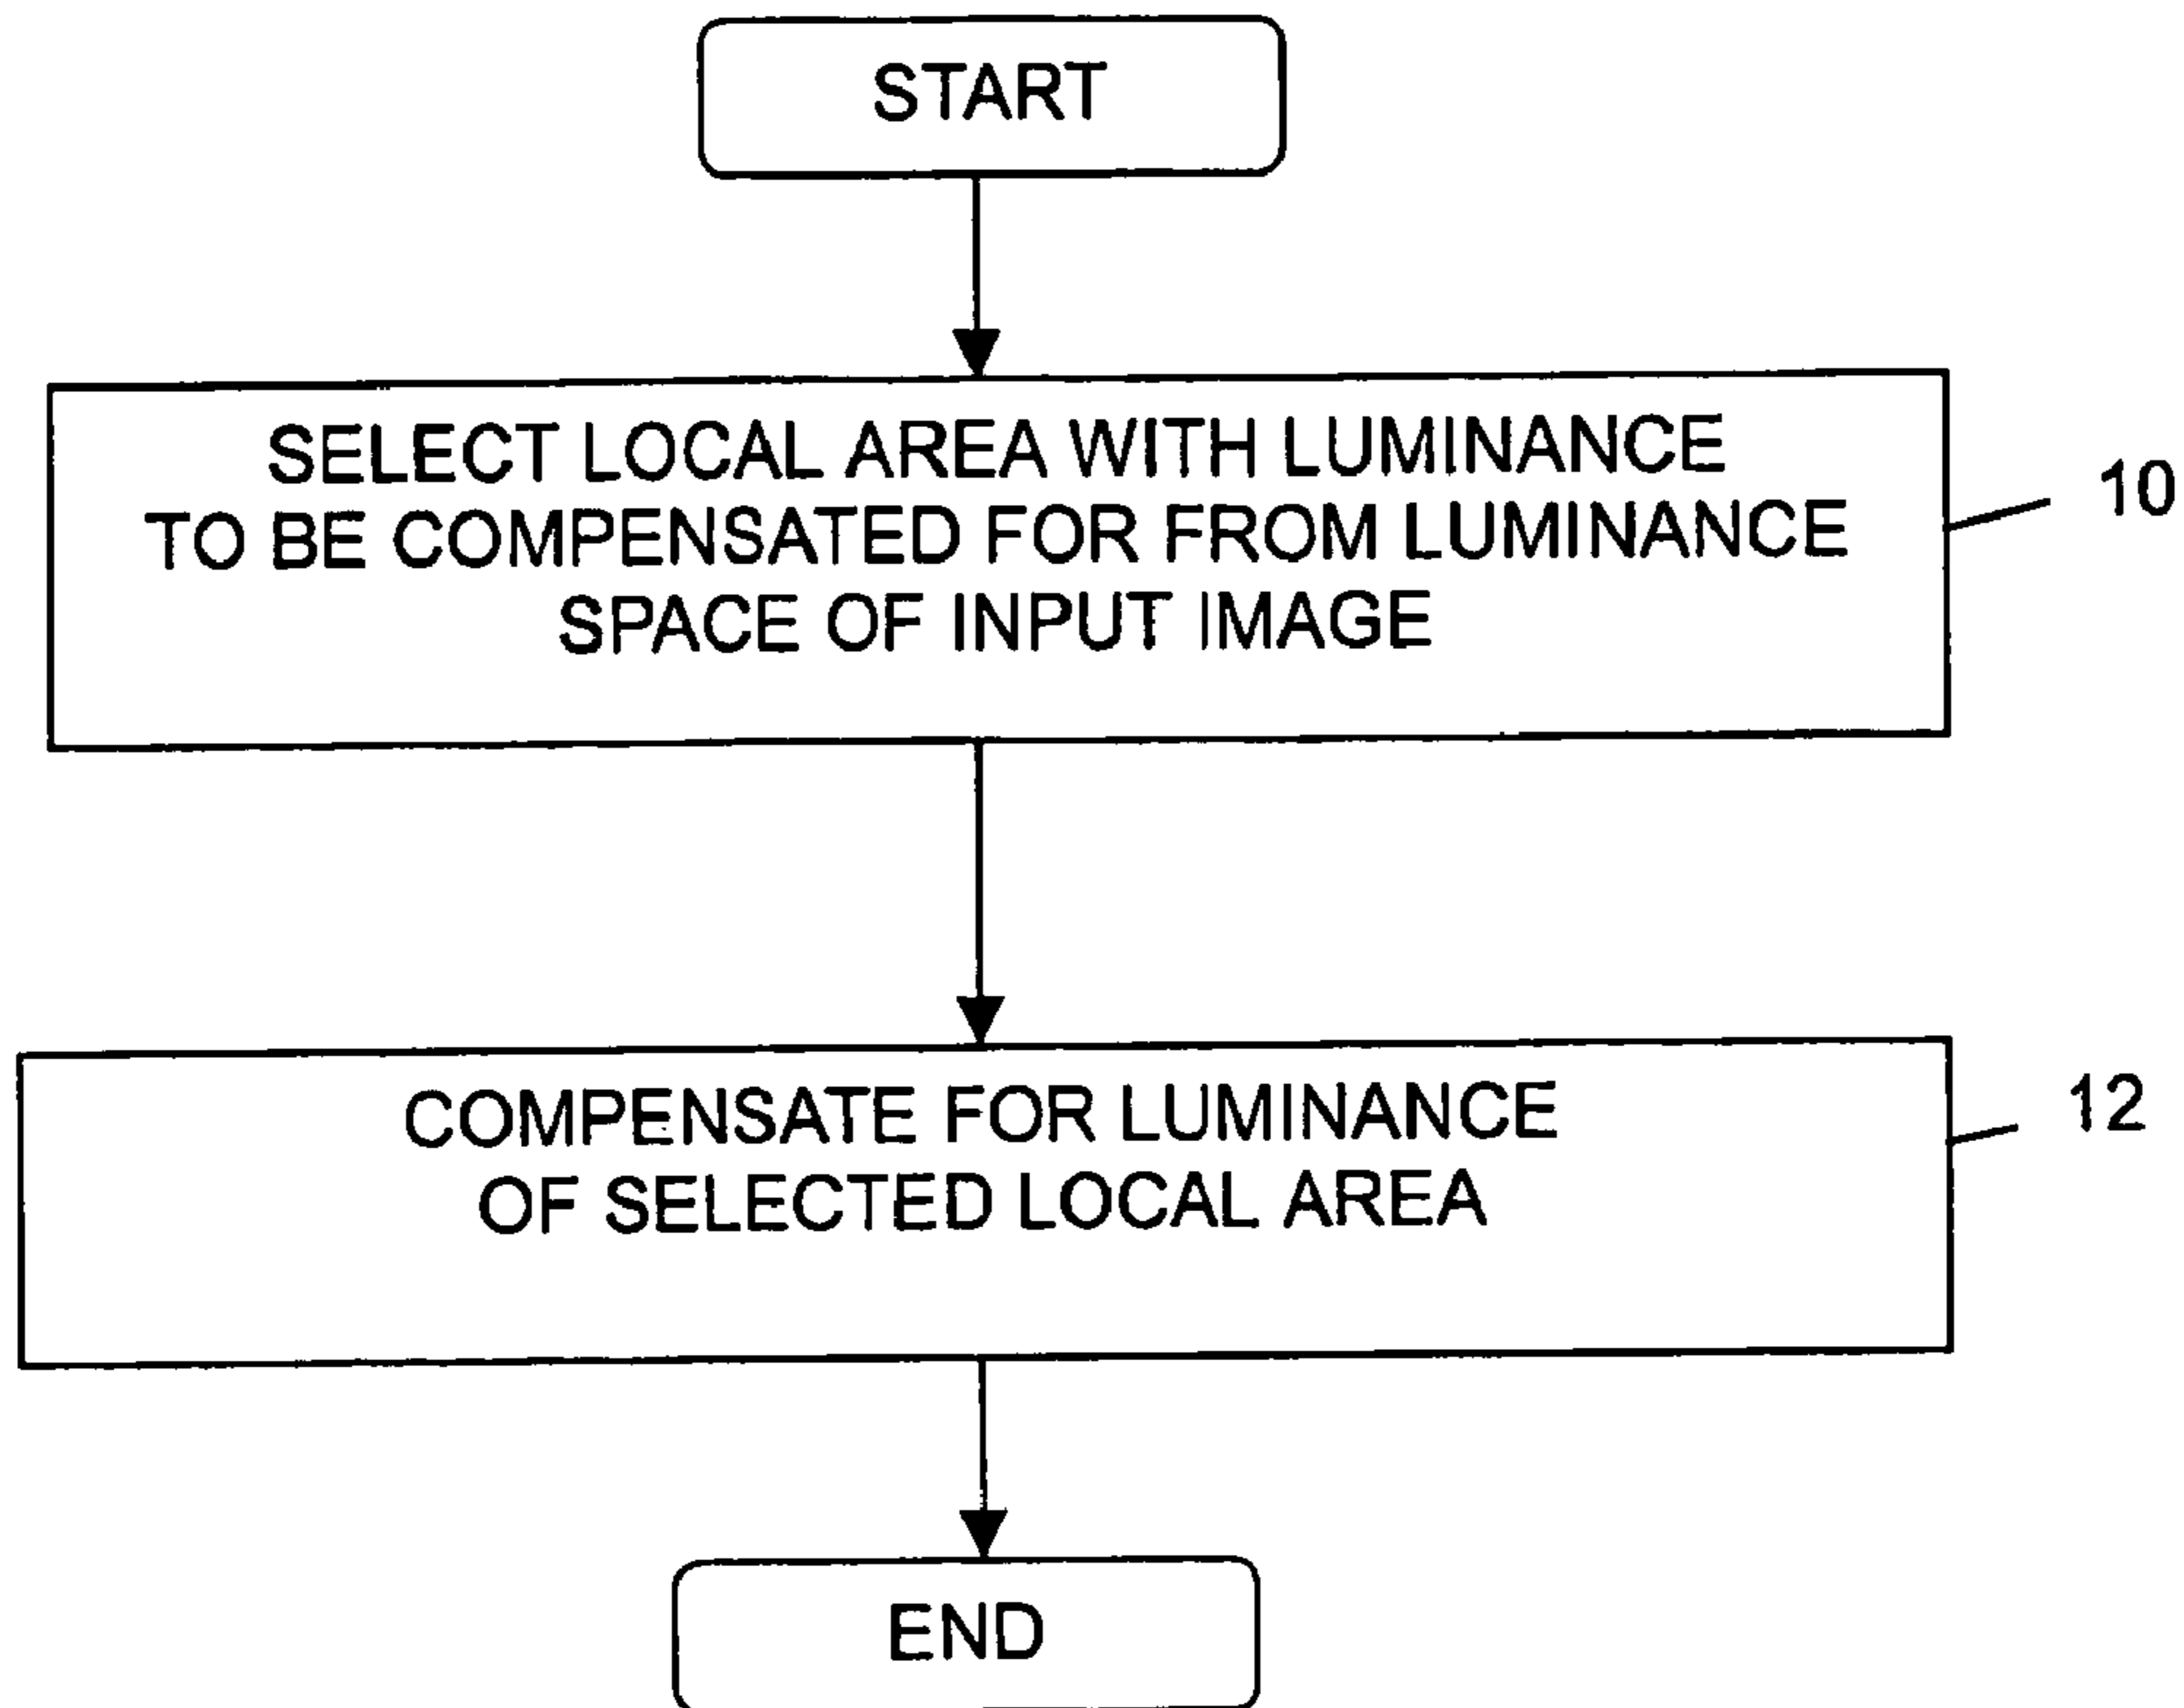 START
SELECT LOCAL AREA WITH LUMINANCE
TO BE COMPENSATED FOR FROM LUMINANCE
SPACE OF INPUT IMAGE
10
COMPENSATE FOR LUMINANCE
OF SELECTED LOCAL AREA
12
END